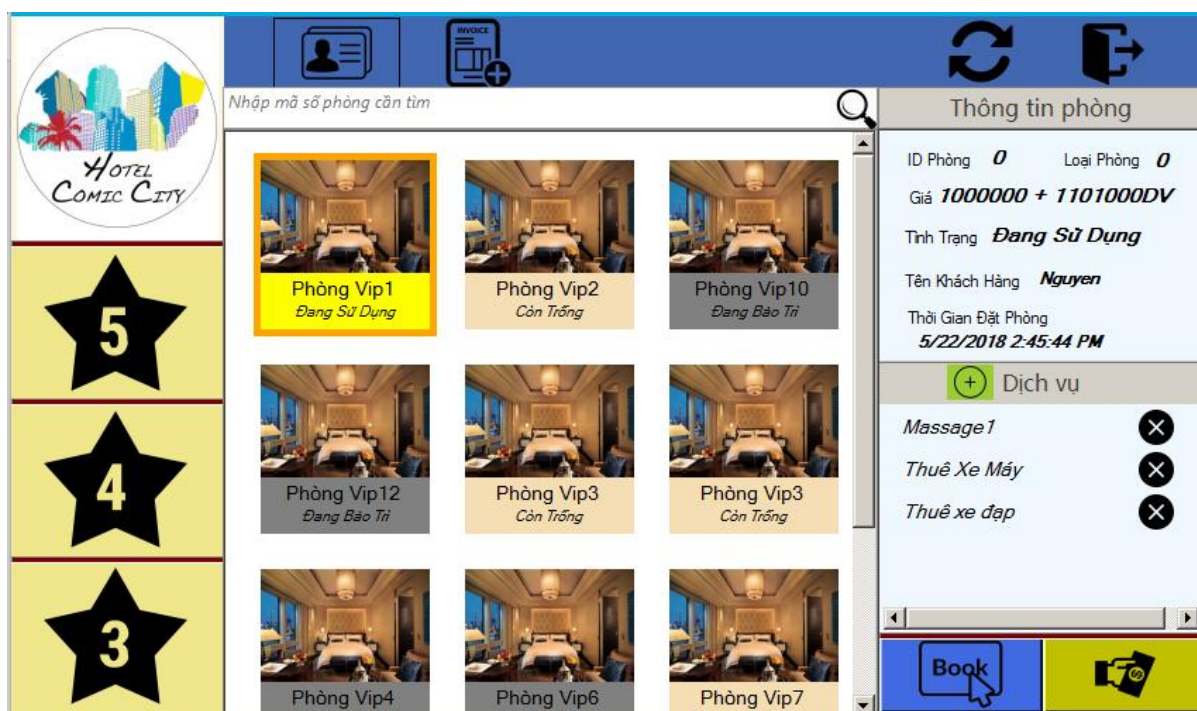 HOTEL
COMIC CITY
5
4
3
INVOICE
Nhập mã số phòng cần tìm
Phòng Vip1
Đang Sử Dụng
Phòng Vip2
Còn Trống
Phòng Vip10
Đang Bảo Trì
Phòng Vip12
Đang Bảo Trì
Phòng Vip3
Còn Trống
Phòng Vip3
Còn Trống
Phòng Vip4
Phòng Vip6
Phòng Vip7
Thông tin phòng
ID Phòng 0 Loại Phòng 0
Giá 1000000 + 1101000DV
Tình Trạng Đang Sử Dụng
Tên Khách Hàng Nguyen
Thời Gian Đặt Phòng
5/22/2018 2:45:44 PM
Dịch vụ
Massage1
Thuê Xe Máy
Thuê xe đạp
Book